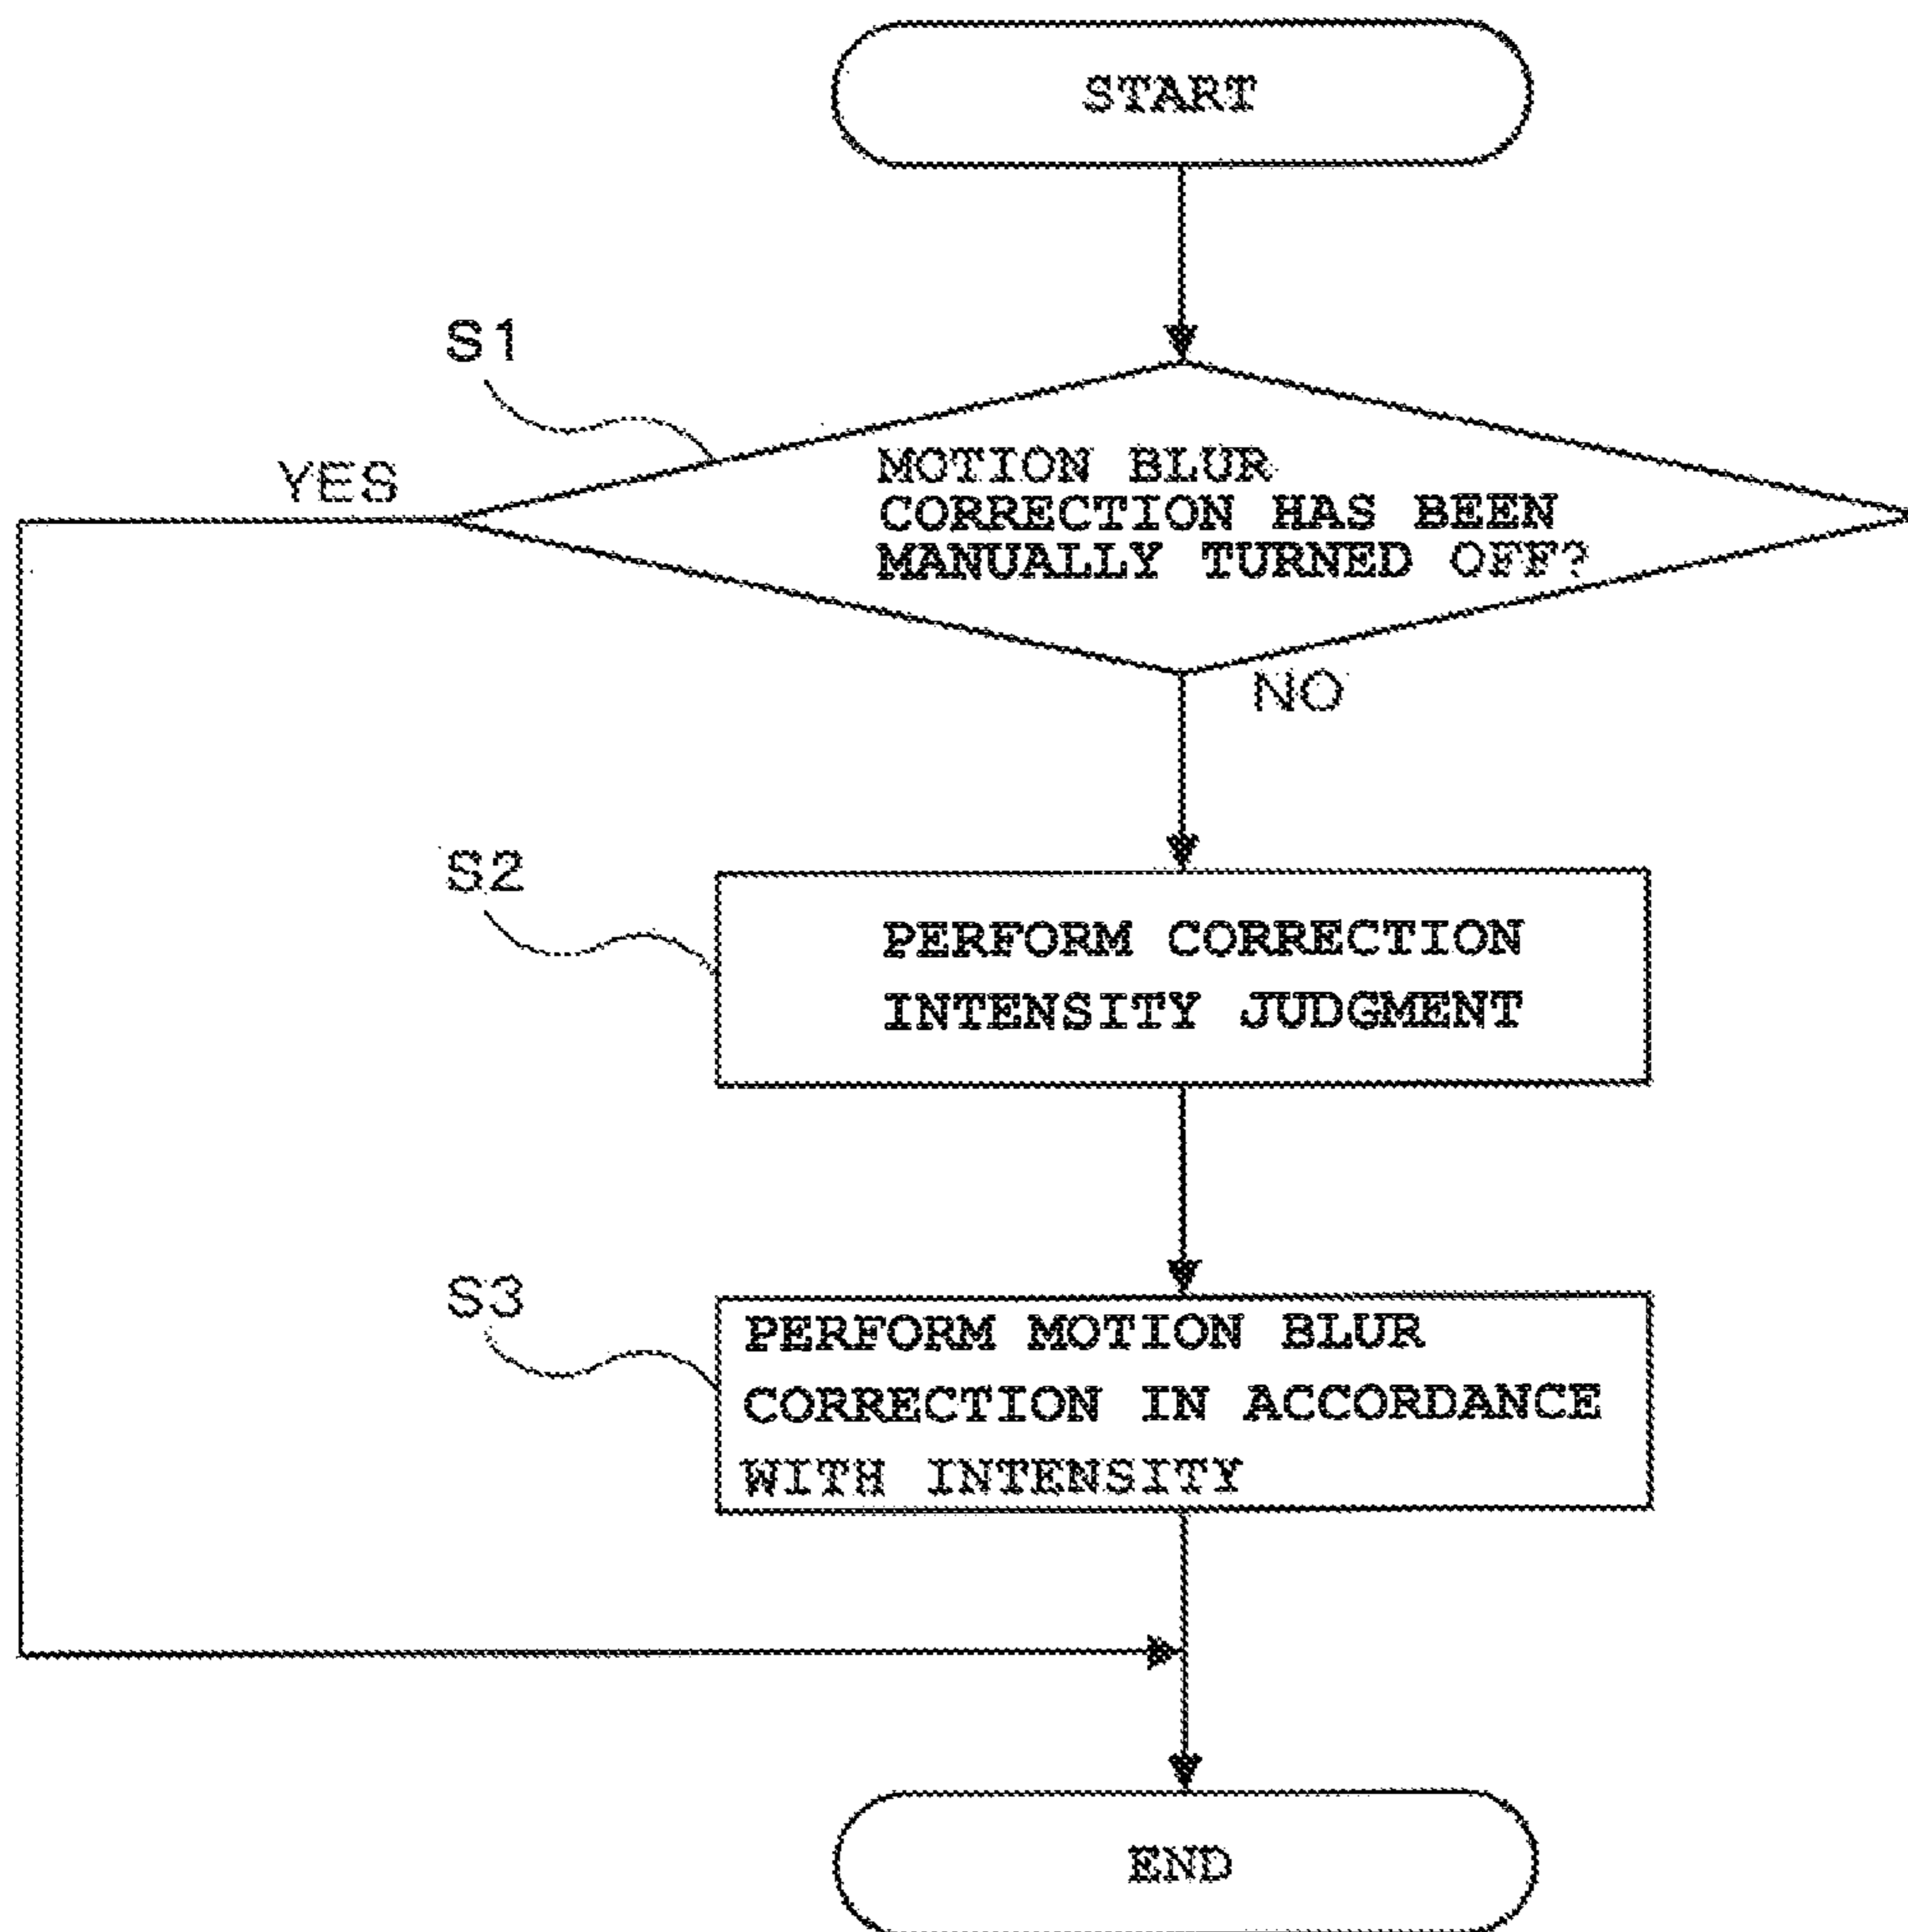 START
S1
YES
MOTION BLUR
CORRECTION HAS BEEN
MANUALLY TURNED OFF?
NO
S2
PERFORM CORRECTION
INTENSITY JUDGMENT
S3
PERFORM MOTION BLUR
CORRECTION IN ACCORDANCE
WITH INTENSITY
END